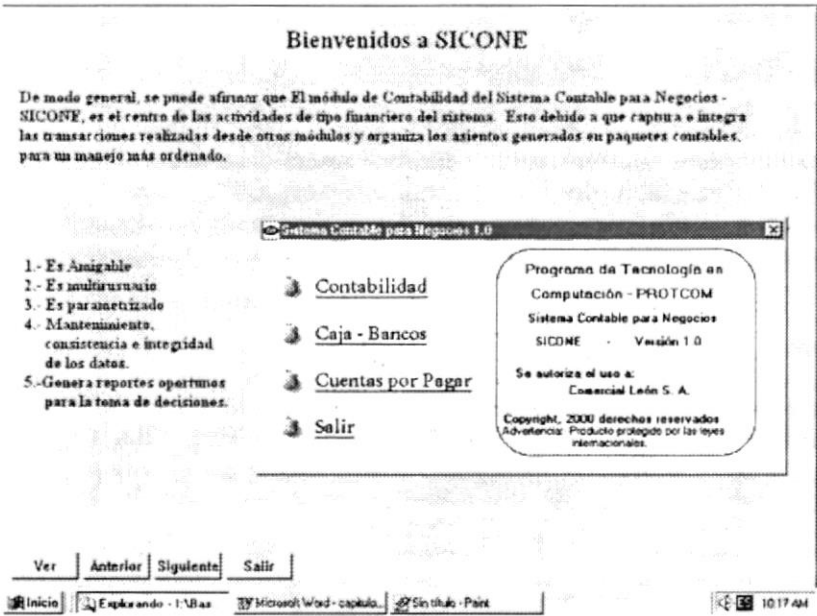 Bienvenidos a SICONE
De modo general, se puede afirmar que El módulo de Contabilidad del Sistema Contable para Negocios -
SICONE, es el centro de las actividades de tipo financiero del sistema. Esto debido a que captura e integra
las transacciones realizadas desde otros módulos y organiza los asientos generados en paquetes contables,
para un manejo más ordenado.
Sistema Contable para Negocios 1.0
1.- Es Amigable
2.- Es multiusuario
3.- Es parametrizado
4.- Mantenimiento,
consistencia e integridad
de los datos.
5.-Genera reportes oportunos
para la toma de decisiones.
Contabilidad
Caja - Bancos
Cuentas por Pagar
Salir
Programa de Tecnología en
Computación - PROTCOM
Sistema Contable para Negocios
SICONE - Versión 1.0
Se autoriza el uso a:
Comercial León S. A.
Copyright, 2000 derechos reservados
Advertencia: Producto protegido por las leyes
internacionales.
Ver Anterior Siguiente Salir
Inicio Explorando - I:\Bas Microsoft Word - capitulo... Sin título - Paint 10:17 AM